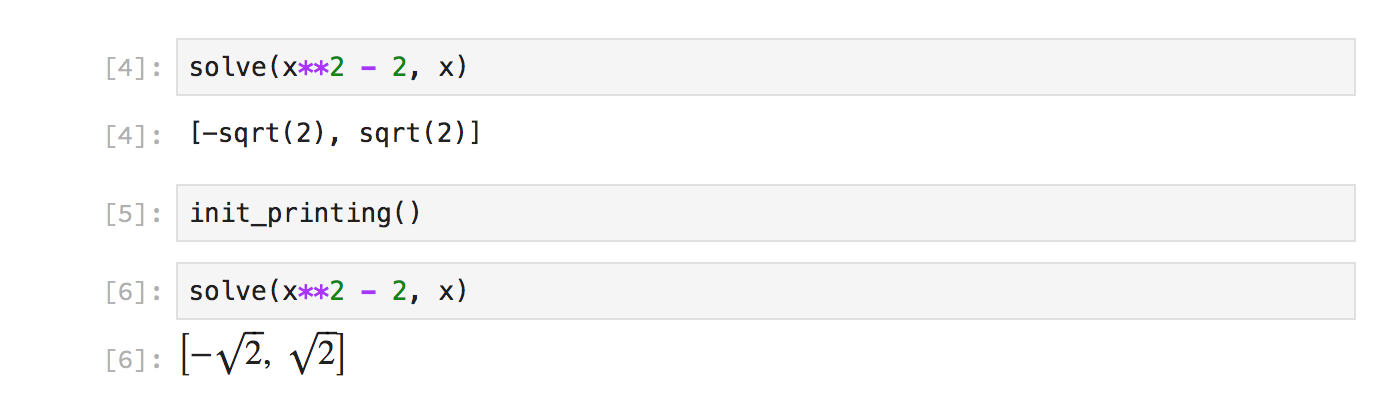 [4]: solve(x**2 - 2, x)
[4]: [-sqrt(2), sqrt(2)]
[5]: init_printing()
[6]: solve(x**2 - 2, x)
[6]: [−√2, √2]